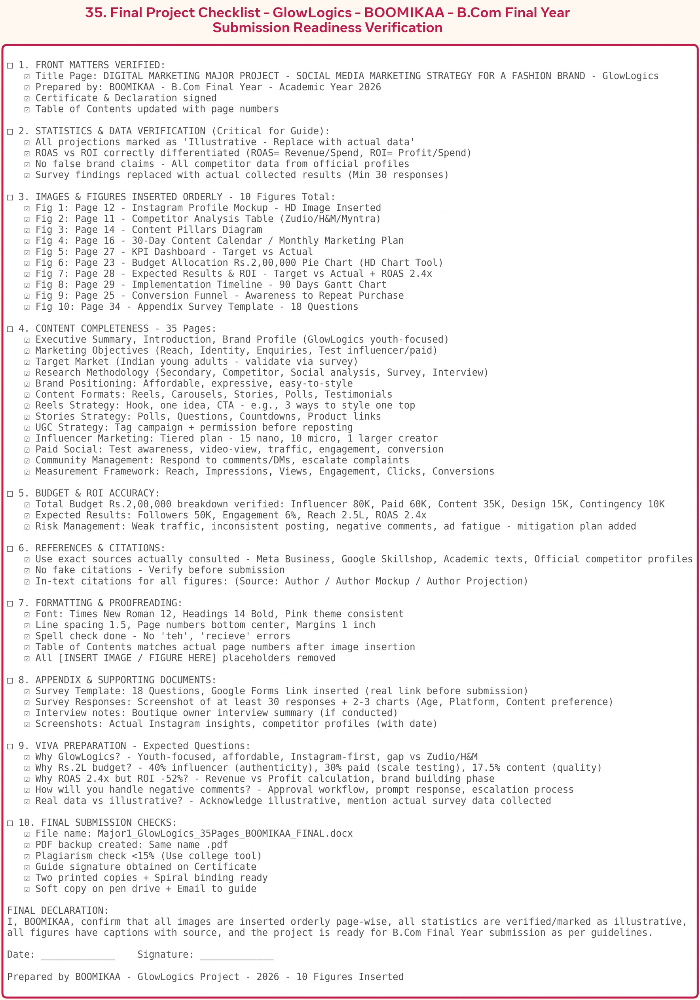 35. Final Project Checklist – GlowLogics – BOOMIKAA – B.Com Final Year
Submission Readiness Verification
☐ 1. FRONT MATTERS VERIFIED:
☑ Title Page: DIGITAL MARKETING MAJOR PROJECT - SOCIAL MEDIA MARKETING STRATEGY FOR A FASHION BRAND - GlowLogics
☑ Prepared by: BOOMIKAA - B.Com Final Year - Academic Year 2026
☑ Certificate & Declaration signed
☑ Table of Contents updated with page numbers
☐ 2. STATISTICS & DATA VERIFICATION (Critical for Guide):
☑ All projections marked as 'Illustrative - Replace with actual data'
☑ ROAS vs ROI correctly differentiated (ROAS= Revenue/Spend, ROI= Profit/Spend)
☑ No false brand claims - All competitor data from official profiles
☑ Survey findings replaced with actual collected results (Min 30 responses)
☐ 3. IMAGES & FIGURES INSERTED ORDERLY - 10 Figures Total:
☑ Fig 1: Page 12 - Instagram Profile Mockup - HD Image Inserted
☑ Fig 2: Page 11 - Competitor Analysis Table (Zudio/H&M/Myntra)
☑ Fig 3: Page 14 - Content Pillars Diagram
☑ Fig 4: Page 16 - 30-Day Content Calendar / Monthly Marketing Plan
☑ Fig 5: Page 27 - KPI Dashboard - Target vs Actual
☑ Fig 6: Page 23 - Budget Allocation Rs.2,00,000 Pie Chart (HD Chart Tool)
☑ Fig 7: Page 28 - Expected Results & ROI - Target vs Actual + ROAS 2.4x
☑ Fig 8: Page 29 - Implementation Timeline - 90 Days Gantt Chart
☑ Fig 9: Page 25 - Conversion Funnel - Awareness to Repeat Purchase
☑ Fig 10: Page 34 - Appendix Survey Template - 18 Questions
☐ 4. CONTENT COMPLETENESS - 35 Pages:
☑ Executive Summary, Introduction, Brand Profile (GlowLogics youth-focused)
☑ Marketing Objectives (Reach, Identity, Enquiries, Test influencer/paid)
☑ Target Market (Indian young adults - validate via survey)
☑ Research Methodology (Secondary, Competitor, Social analysis, Survey, Interview)
☑ Brand Positioning: Affordable, expressive, easy-to-style
☑ Content Formats: Reels, Carousels, Stories, Polls, Testimonials
☑ Reels Strategy: Hook, one idea, CTA - e.g., 3 ways to style one top
☑ Stories Strategy: Polls, Questions, Countdowns, Product links
☑ UGC Strategy: Tag campaign + permission before reposting
☑ Influencer Marketing: Tiered plan - 15 nano, 10 micro, 1 larger creator
☑ Paid Social: Test awareness, video-view, traffic, engagement, conversion
☑ Community Management: Respond to comments/DMs, escalate complaints
☑ Measurement Framework: Reach, Impressions, Views, Engagement, Clicks, Conversions
☐ 5. BUDGET & ROI ACCURACY:
☑ Total Budget Rs.2,00,000 breakdown verified: Influencer 80K, Paid 60K, Content 35K, Design 15K, Contingency 10K
☑ Expected Results: Followers 50K, Engagement 6%, Reach 2.5L, ROAS 2.4x
☑ Risk Management: Weak traffic, inconsistent posting, negative comments, ad fatigue - mitigation plan added
☐ 6. REFERENCES & CITATIONS:
☑ Use exact sources actually consulted - Meta Business, Google Skillshop, Academic texts, Official competitor profiles
☑ No fake citations - Verify before submission
☑ In-text citations for all figures: (Source: Author / Author Mockup / Author Projection)
☐ 7. FORMATTING & PROOFREADING:
☑ Font: Times New Roman 12, Headings 14 Bold, Pink theme consistent
☑ Line spacing 1.5, Page numbers bottom center, Margins 1 inch
☑ Spell check done - No 'teh', 'recieve' errors
☑ Table of Contents matches actual page numbers after image insertion
☑ All [INSERT IMAGE / FIGURE HERE] placeholders removed
☐ 8. APPENDIX & SUPPORTING DOCUMENTS:
☑ Survey Template: 18 Questions, Google Forms link inserted (real link before submission)
☑ Survey Responses: Screenshot of at least 30 responses + 2-3 charts (Age, Platform, Content preference)
☑ Interview notes: Boutique owner interview summary (if conducted)
☑ Screenshots: Actual Instagram insights, competitor profiles (with date)
☐ 9. VIVA PREPARATION - Expected Questions:
☑ Why GlowLogics? - Youth-focused, affordable, Instagram-first, gap vs Zudio/H&M
☑ Why Rs.2L budget? - 40% influencer (authenticity), 30% paid (scale testing), 17.5% content (quality)
☑ Why ROAS 2.4x but ROI -52%? - Revenue vs Profit calculation, brand building phase
☑ How will you handle negative comments? - Approval workflow, prompt response, escalation process
☑ Real data vs illustrative? - Acknowledge illustrative, mention actual survey data collected
☐ 10. FINAL SUBMISSION CHECKS:
☑ File name: Major1_GlowLogics_35Pages_BOOMIKAA_FINAL.docx
☑ PDF backup created: Same name .pdf
☑ Plagiarism check <15% (Use college tool)
☑ Guide signature obtained on Certificate
☑ Two printed copies + Spiral binding ready
☑ Soft copy on pen drive + Email to guide
FINAL DECLARATION:
I, BOOMIKAA, confirm that all images are inserted orderly page-wise, all statistics are verified/marked as illustrative,
all figures have captions with source, and the project is ready for B.Com Final Year submission as per guidelines.
Date: _____________    Signature: _____________
Prepared by BOOMIKAA - GlowLogics Project - 2026 - 10 Figures Inserted